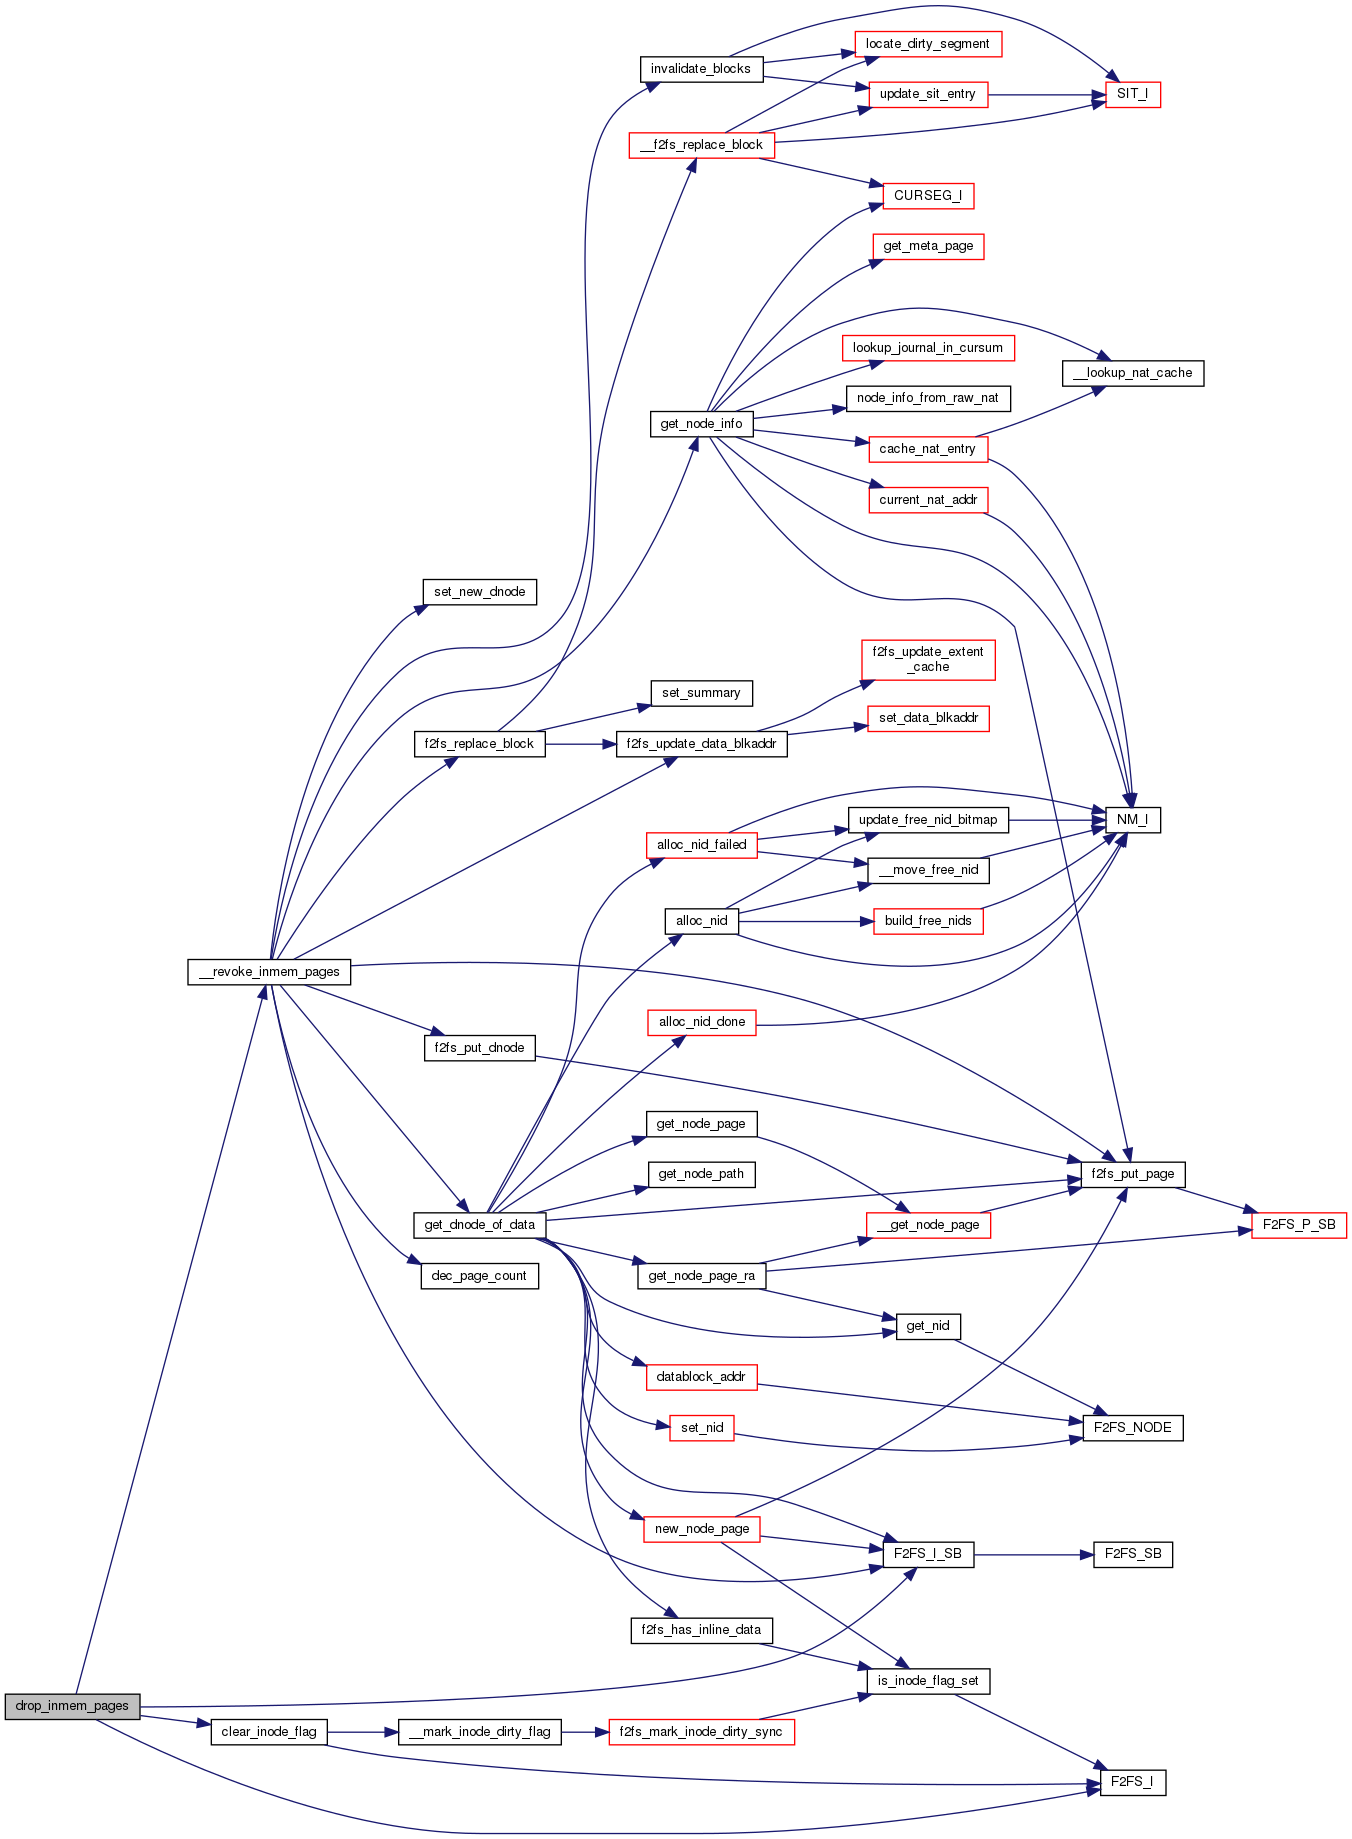 locate_dirty_segment
invalidate_blocks
update_sit_entry
SIT_I
__f2fs_replace_block
CURSEG_I
get_meta_page
lookup_journal_in_cursum
__lookup_nat_cache
node_info_from_raw_nat
get_node_info
cache_nat_entry
current_nat_addr
set_new_dnode
f2fs_update_extent
_cache
set_summary
set_data_blkaddr
f2fs_replace_block
f2fs_update_data_blkaddr
update_free_nid_bitmap
NM_I
alloc_nid_failed
__move_free_nid
alloc_nid
build_free_nids
__revoke_inmem_pages
alloc_nid_done
f2fs_put_dnode
get_node_page
get_node_path
f2fs_put_page
get_dnode_of_data
__get_node_page
F2FS_P_SB
dec_page_count
get_node_page_ra
get_nid
datablock_addr
set_nid
F2FS_NODE
new_node_page
F2FS_I_SB
F2FS_SB
f2fs_has_inline_data
is_inode_flag_set
drop_inmem_pages
clear_inode_flag
__mark_inode_dirty_flag
f2fs_mark_inode_dirty_sync
F2FS_I